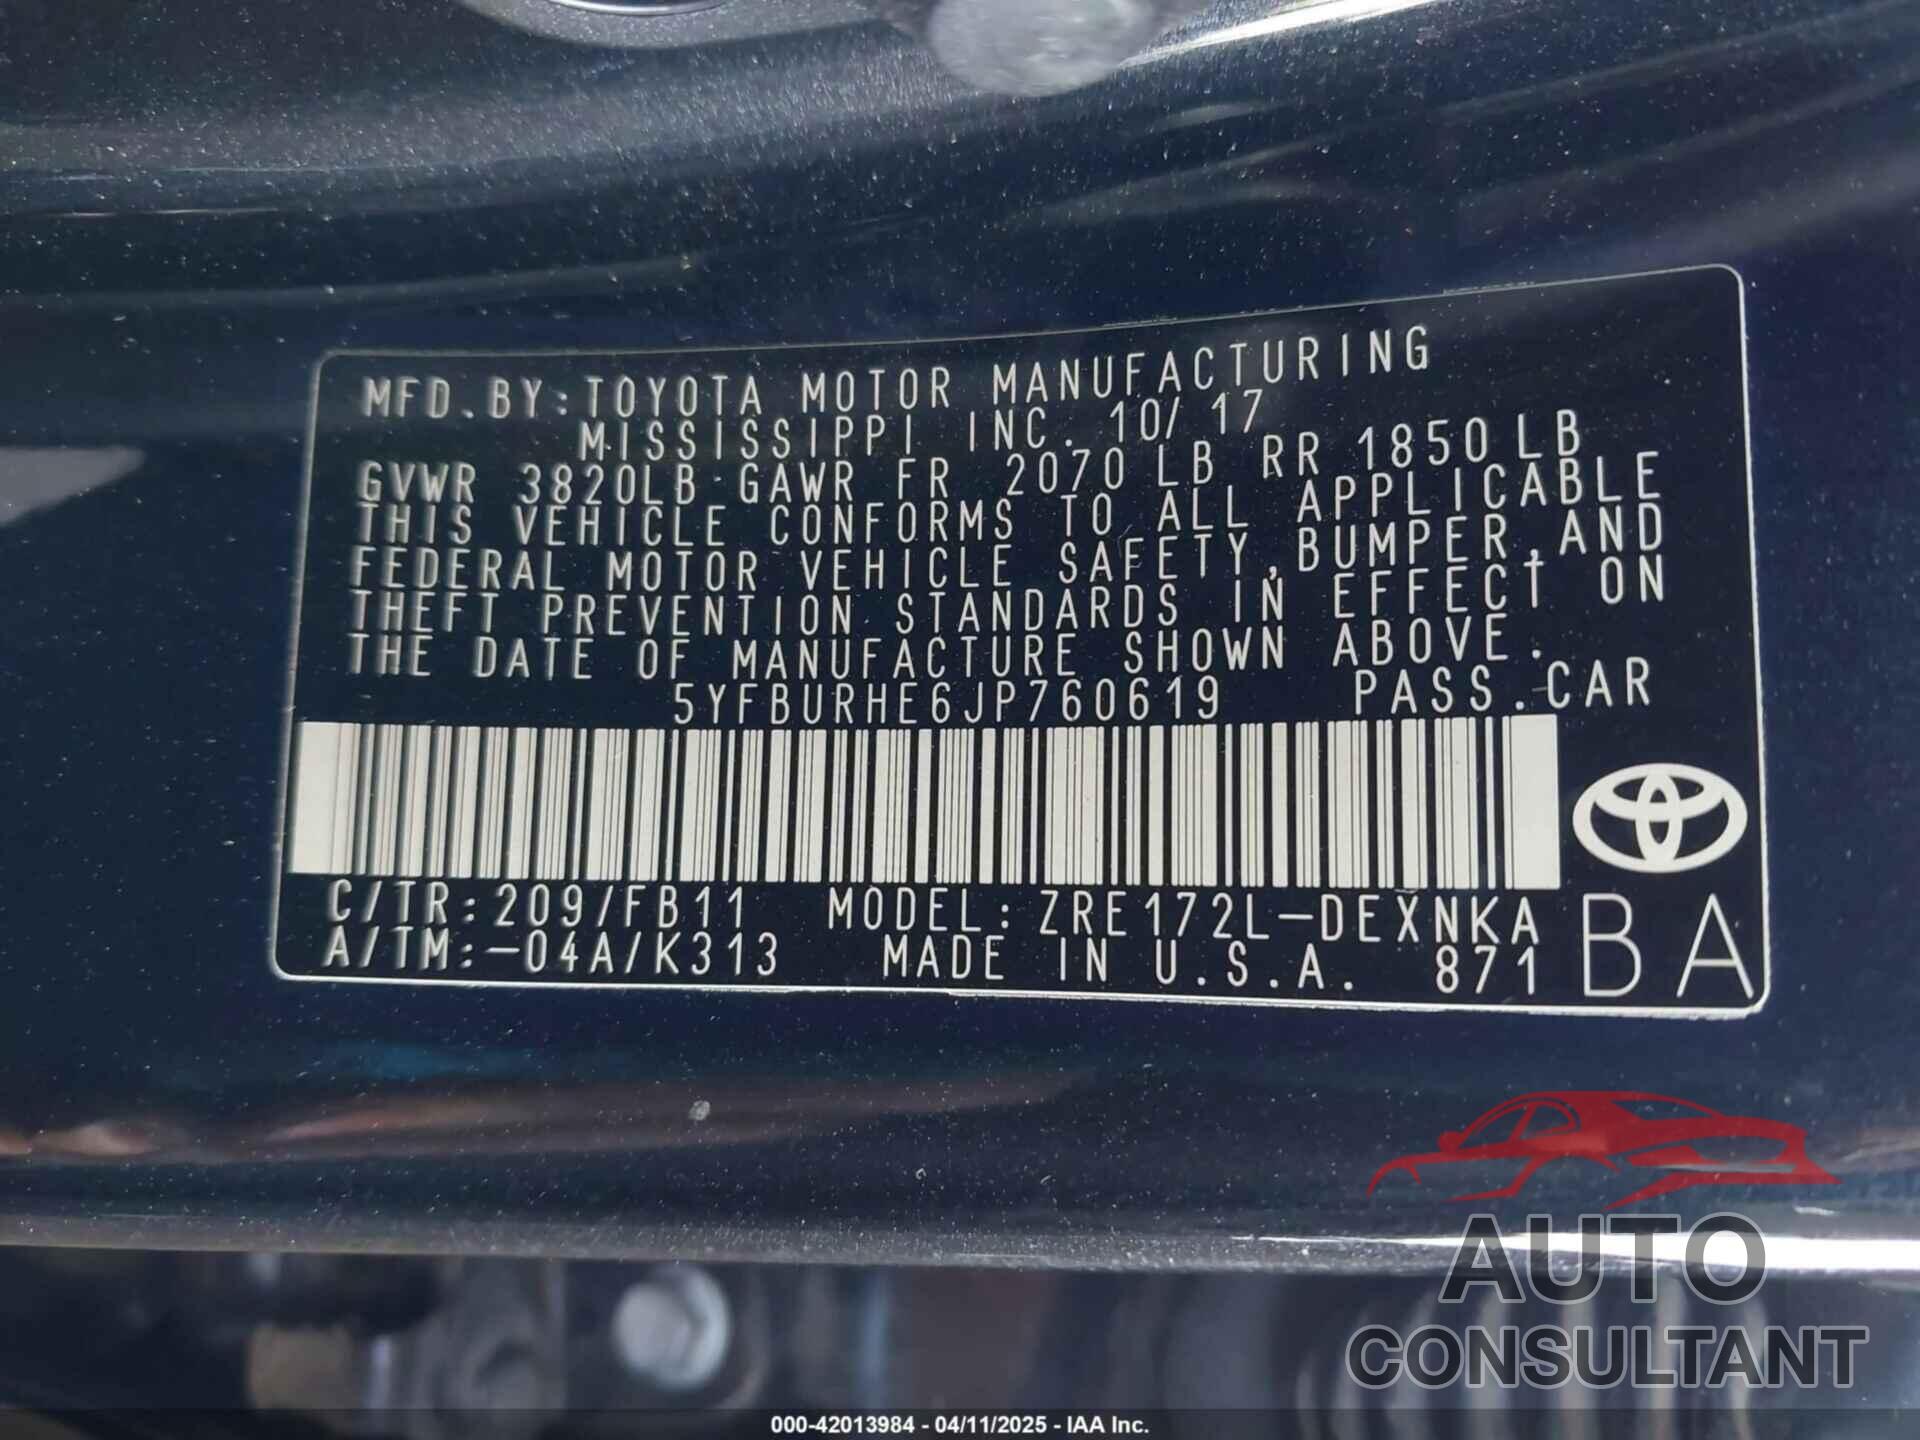 MFD.BY:TOYOTA MOTOR MANUFACTURING
MISSISSIPPI INC. 10/17
GVWR 3820LB GAWR FR 2070 LB RR 1850 LB
THIS VEHICLE CONFORMS TO ALL APPLICABLE
FEDERAL MOTOR VEHICLE SAFETY,BUMPER,AND
THEFT PREVENTION STANDARDS IN EFFECT ON
THE DATE OF MANUFACTURE SHOWN ABOVE.
5YFBURHE6JP760619 PASS.CAR
C/TR:209/FB11 MODEL:ZRE172L-DEXNKA
A/TM:-04A/K313 MADE IN U.S.A. 871
BA
AUTO
CONSULTANT
000-42013984 - 04/11/2025 - IAA Inc.